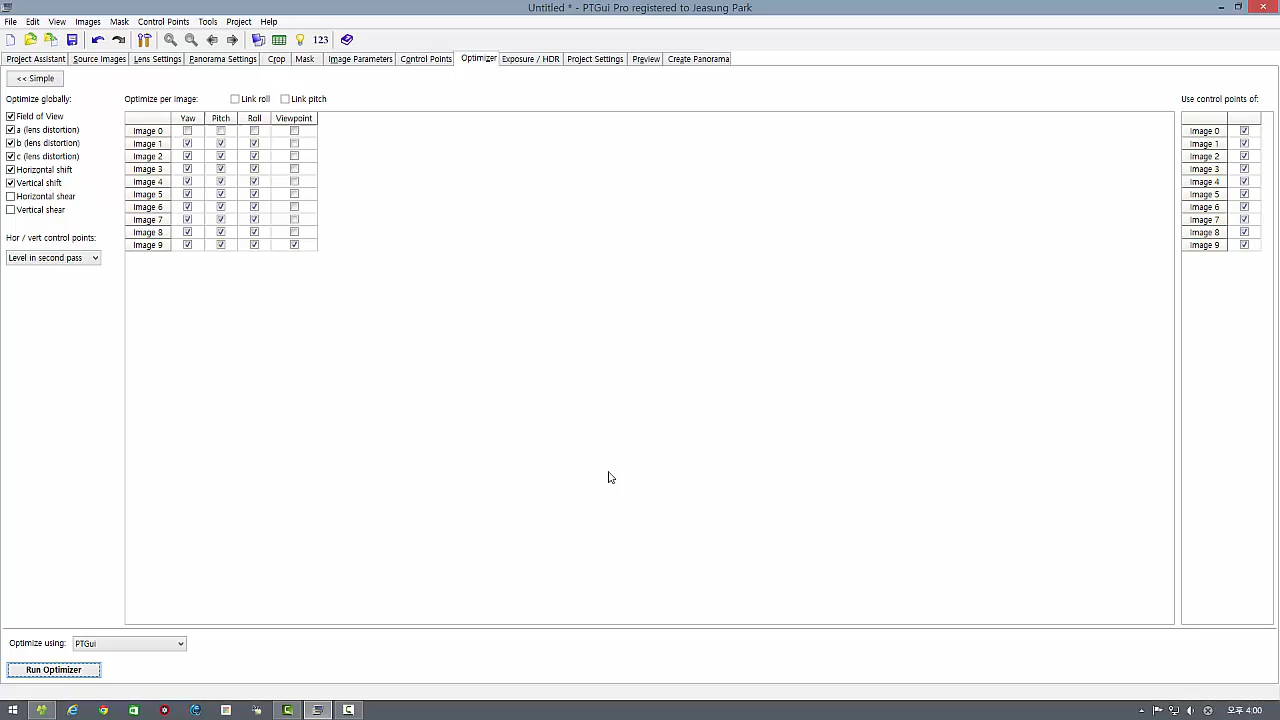 Untitled * - PTGui Pro registered to Jeasung Park
File Edit View Images Mask Control Points Tools Project Help
123
Project Assistant Source Images Lens Settings Panorama Settings Crop Mask Image Parameters Control Points Optimizer Exposure / HDR Project Settings Preview Create Panorama
<< Simple
Optimize globally:
Field of View
a (lens distortion)
b (lens distortion)
c (lens distortion)
Horizontal shift
Vertical shift
Horizontal shear
Vertical shear
Hor / vert control points:
Level in second pass
Optimize per image: Link roll Link pitch
Yaw Pitch Roll Viewpoint
Image 0
Image 1
Image 2
Image 3
Image 4
Image 5
Image 6
Image 7
Image 8
Image 9
Use control points of:
Image 0
Image 1
Image 2
Image 3
Image 4
Image 5
Image 6
Image 7
Image 8
Image 9
Optimize using: PTGui
Run Optimizer
오후 4:00